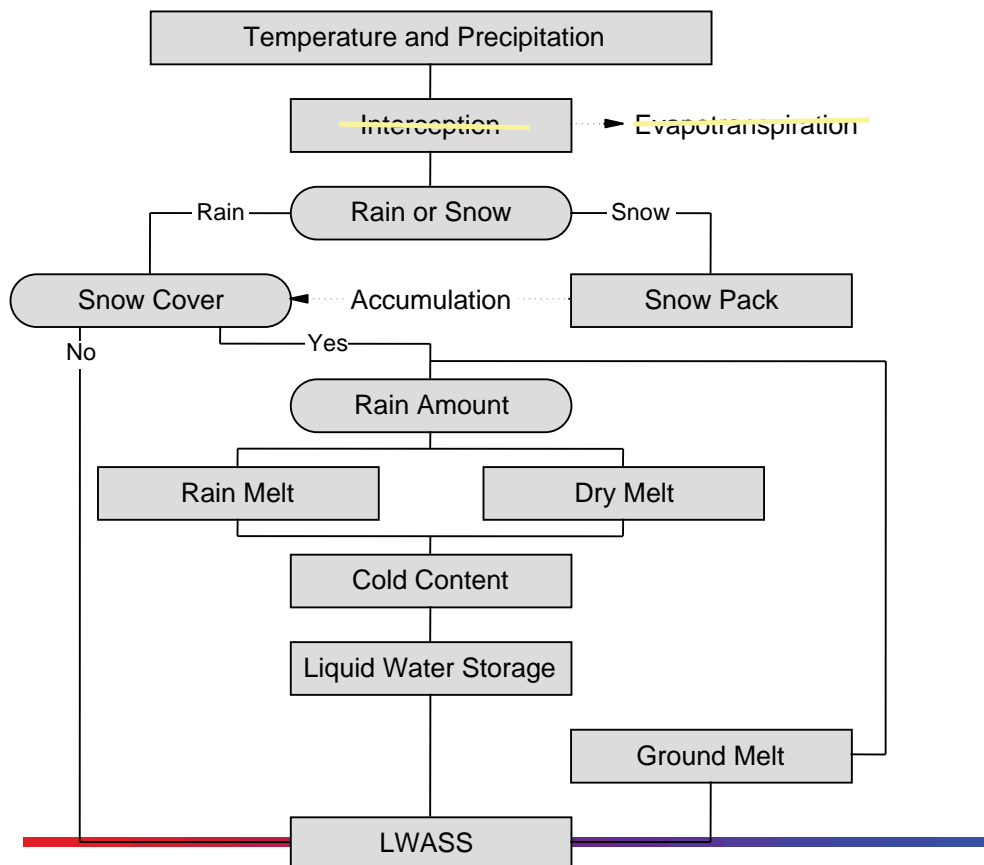 Temperature and Precipitation
Interception
Evapotranspiration
Rain
Rain or Snow
Snow
Snow Cover
Accumulation
Snow Pack
No
Yes
Rain Amount
Rain Melt
Dry Melt
Cold Content
Liquid Water Storage
Ground Melt
LWASS